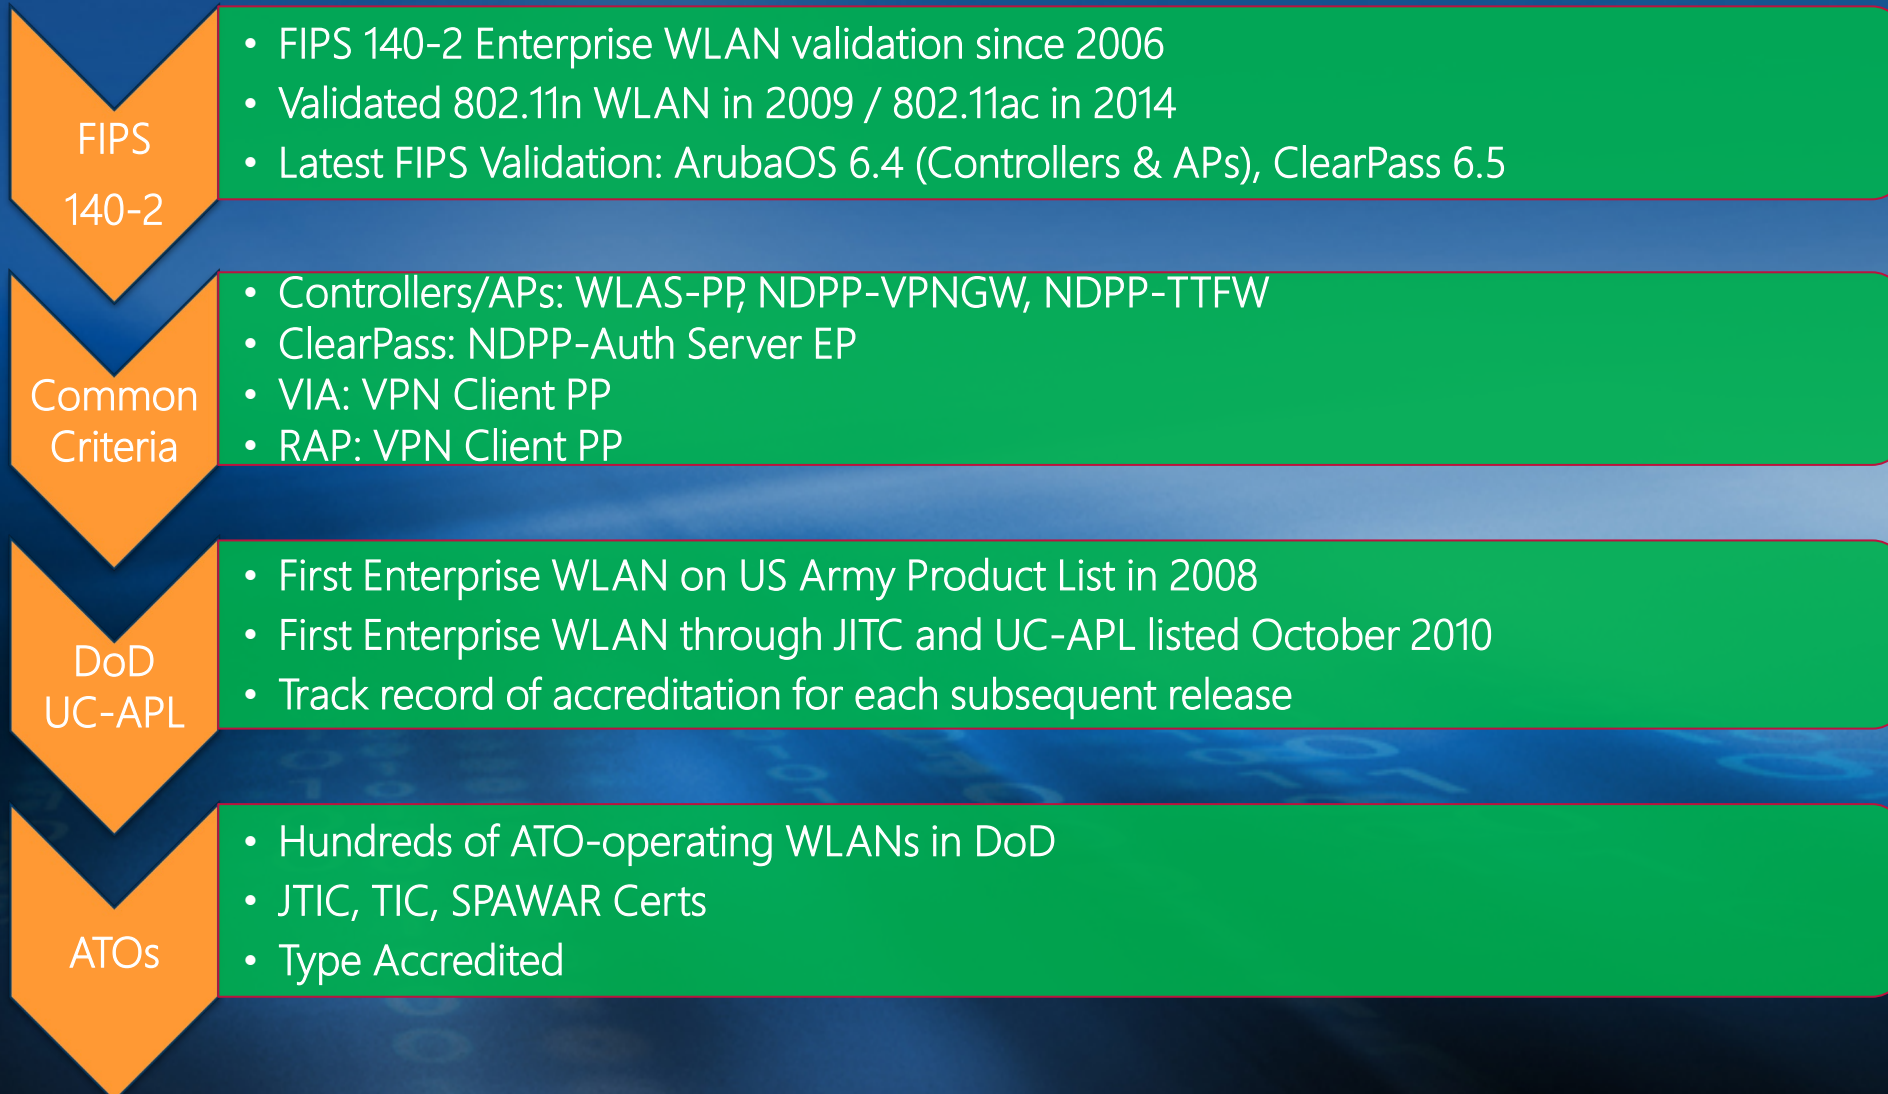 FIPS
140-2
• FIPS 140-2 Enterprise WLAN validation since 2006
• Validated 802.11n WLAN in 2009 / 802.11ac in 2014
• Latest FIPS Validation: ArubaOS 6.4 (Controllers & APs), ClearPass 6.5
Common
Criteria
• Controllers/APs: WLAS-PP, NDPP-VPNGW, NDPP-TTFW
• ClearPass: NDPP-Auth Server EP
• VIA: VPN Client PP
• RAP: VPN Client PP
DoD
UC-APL
• First Enterprise WLAN on US Army Product List in 2008
• First Enterprise WLAN through JITC and UC-APL listed October 2010
• Track record of accreditation for each subsequent release
ATOs
• Hundreds of ATO-operating WLANs in DoD
• JTIC, TIC, SPAWAR Certs
• Type Accredited